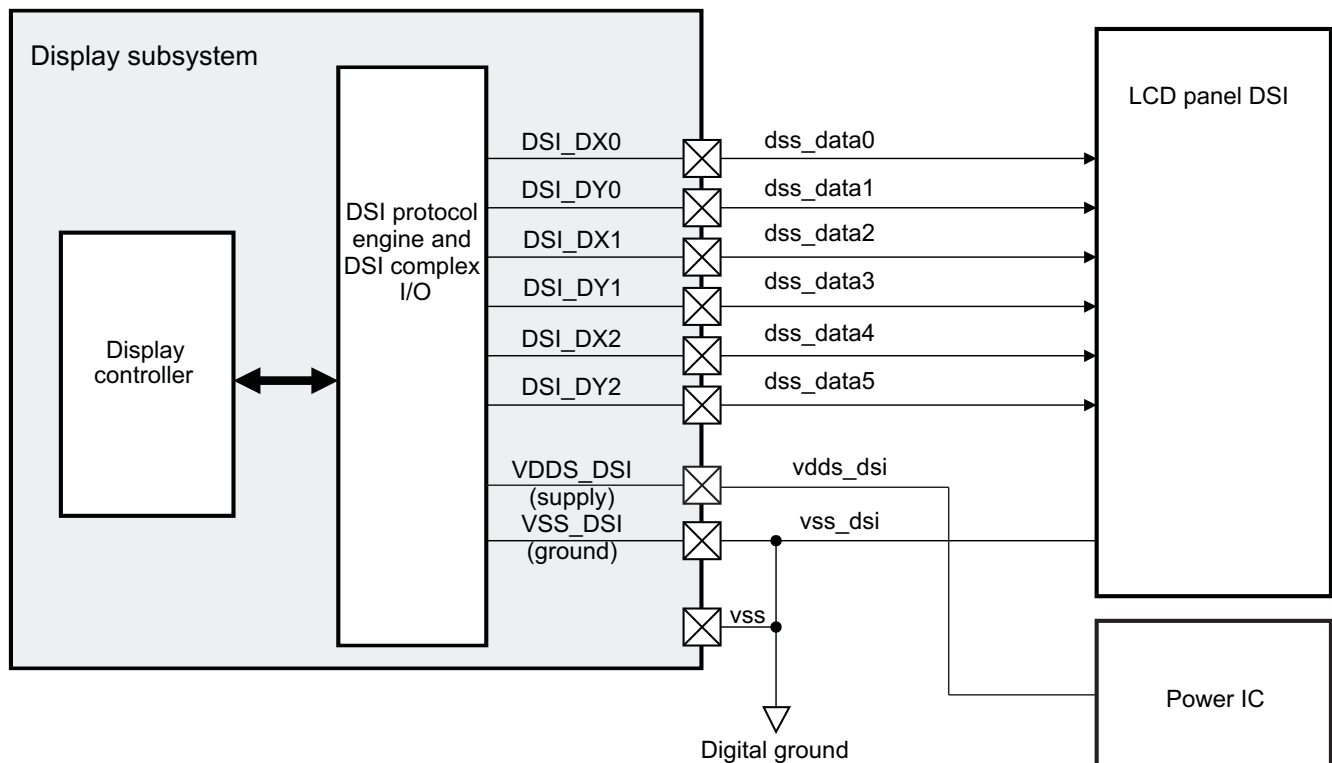 Display subsystem
LCD panel DSI
DSI_DX0
dss_data0
DSI_DY0
dss_data1
DSI_DX1
dss_data2
DSI_DY1
dss_data3
DSI_DX2
dss_data4
DSI_DY2
dss_data5
DSI protocol
engine and
DSI complex
I/O
Display
controller
VDDS_DSI
(supply)
vdds_dsi
VSS_DSI
(ground)
vss_dsi
vss
Digital ground
Power IC